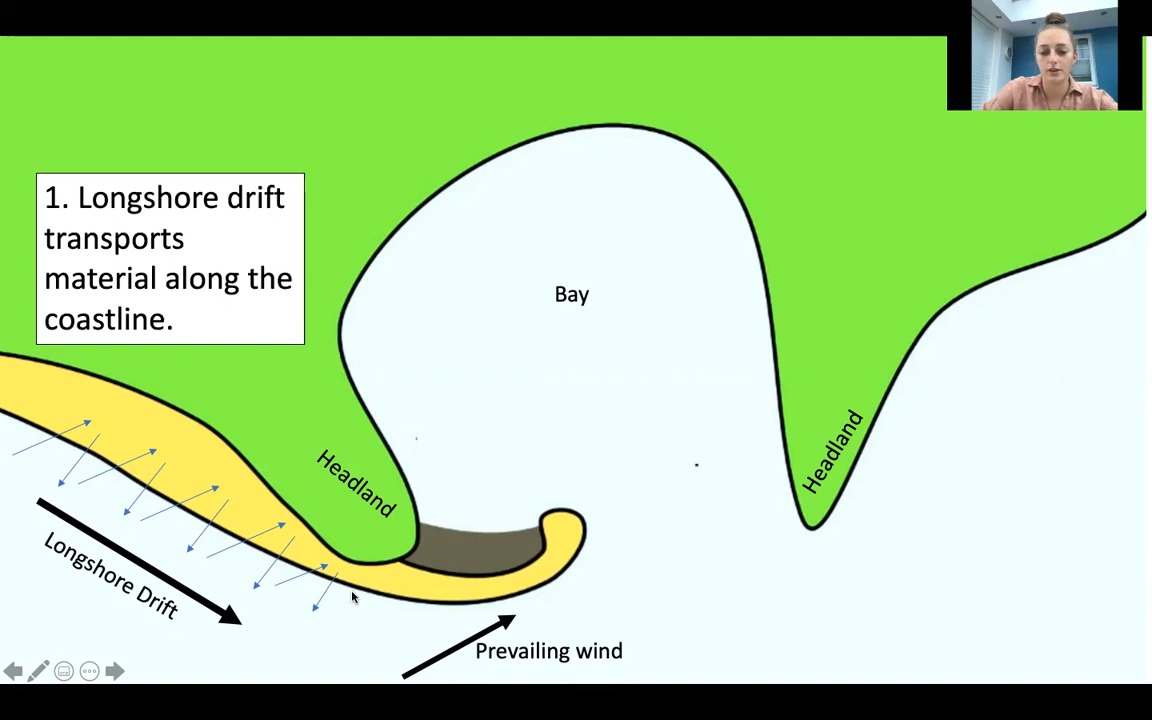 1. Longshore drift
transports
material along the
coastline.
Bay
Headland
Headland
Longshore Drift
Prevailing wind